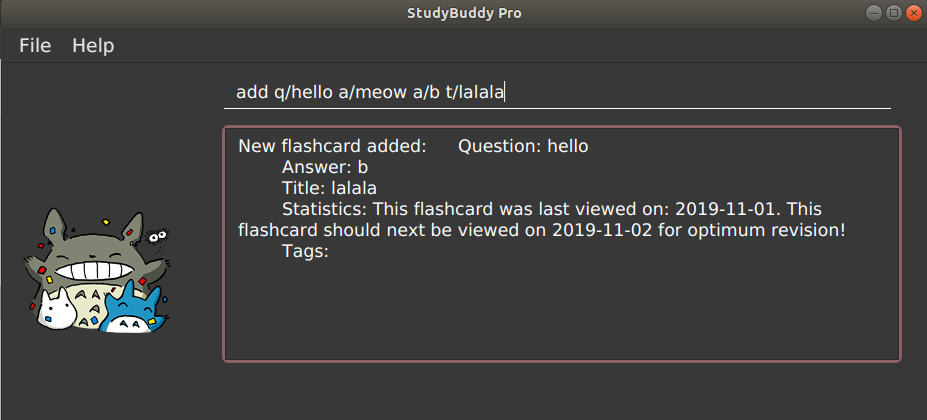 StudyBuddy Pro
File Help
add q/hello a/meow a/b t/lalala
New flashcard added: Question: hello
Answer: b
Title: lalala
Statistics: This flashcard was last viewed on: 2019-11-01. This
flashcard should next be viewed on 2019-11-02 for optimum revision!
Tags: